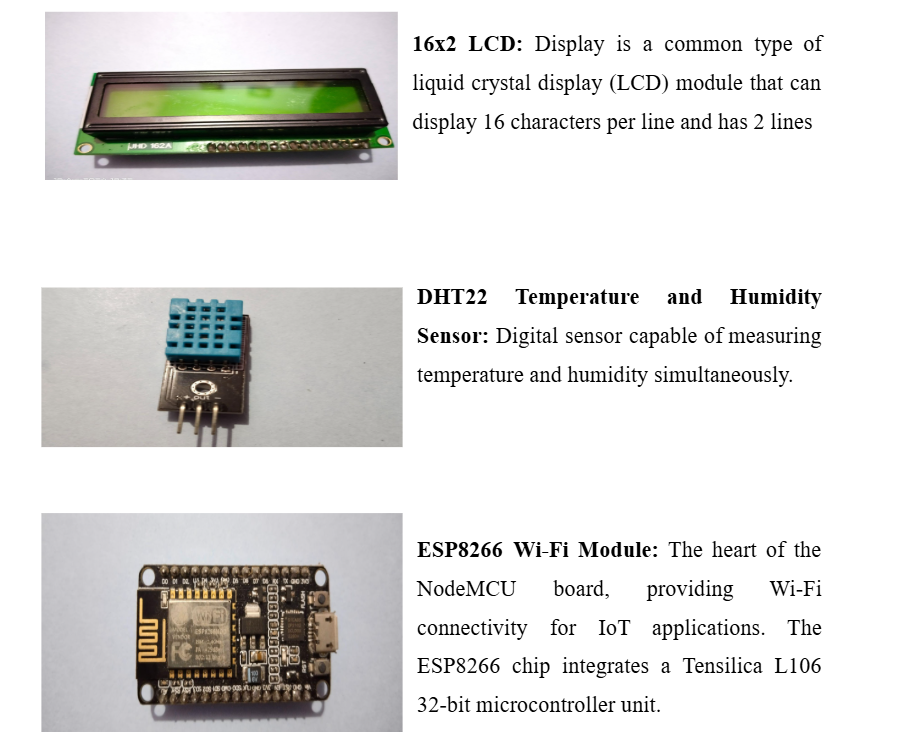 16x2 LCD: Display is a common type of
liquid crystal display (LCD) module that can
display 16 characters per line and has 2 lines
JHD 162A
DHT22 Temperature and Humidity
Sensor: Digital sensor capable of measuring
temperature and humidity simultaneously.
+ out -
ESP8266 Wi-Fi Module: The heart of the
NodeMCU board, providing Wi-Fi
connectivity for IoT applications. The
ESP8266 chip integrates a Tensilica L106
32-bit microcontroller unit.
FLASH
RST